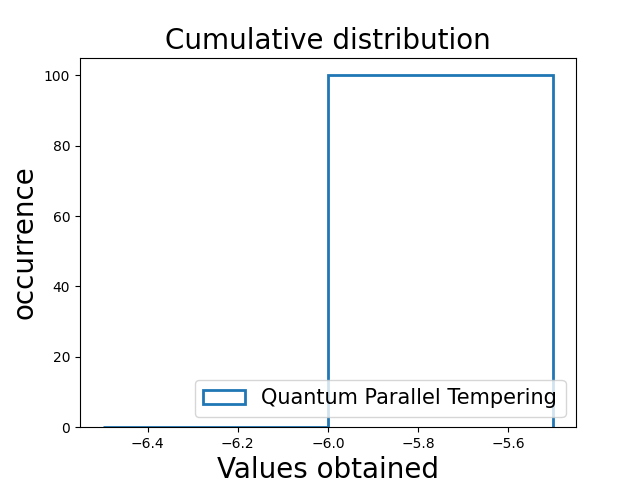 Cumulative distribution
occurrence
100
80
60
40
20
0
Quantum Parallel Tempering
−6.4
−6.2
−6.0
−5.8
−5.6
Values obtained